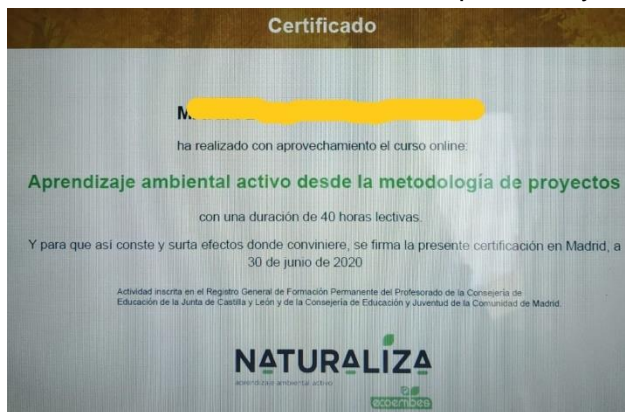 Certificado
ha realizado con aprovechamiento el curso online:
Aprendizaje ambiental activo desde la metodología de proyectos
con una duración de 40 horas lectivas.
Y para que así conste y surta efectos donde conviniere, se firma la presente certificación en Madrid, a
30 de junio de 2020
Actividad inscrita en el Registro General de Formación Permanente del Profesorado de la Consejería de
Educación de la Junta de Castilla y León y de la Consejería de Educación y Juventud de la Comunidad de Madrid.
NATURALIZA
aprendizaje ambiental activo
ecoembes